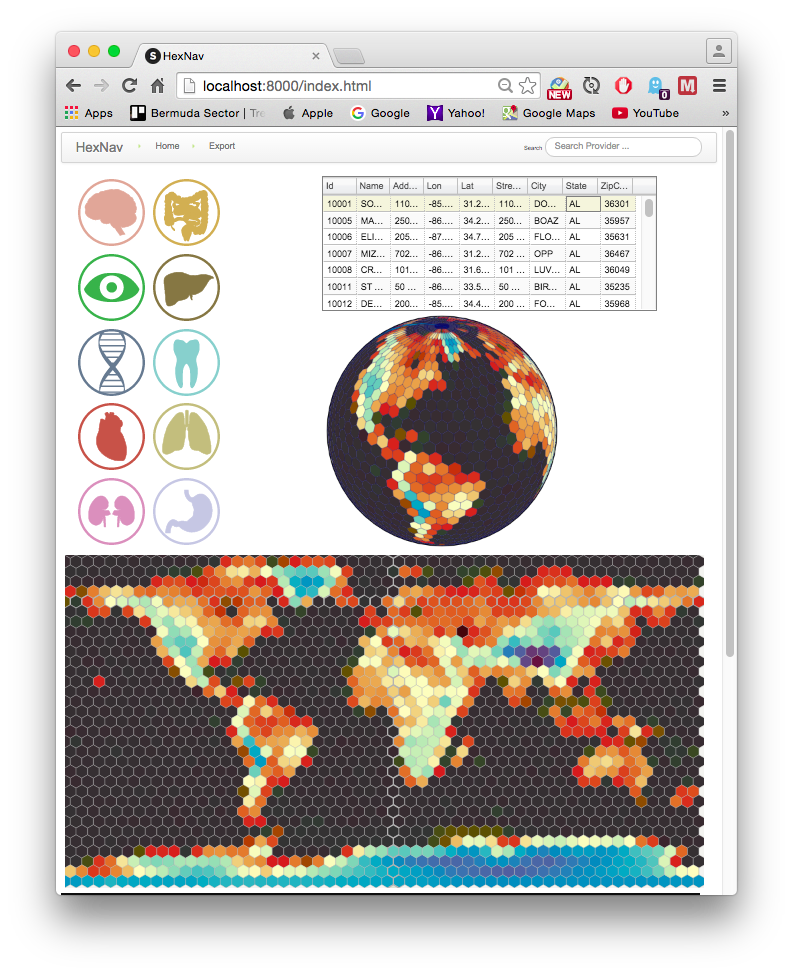 HexNav
localhost:8000/index.html
NEW
0
M
Apps Bermuda Sector | Tre Apple Google Yahoo! Google Maps YouTube »
HexNav Home Export Search Search Provider ...
Id Name Add... Lon Lat Stre... City State ZipC...
10001 SO... 110... -85.... 31.2... 110... DO... AL 36301
10005 MA... 250... -86.... 34.2... 250... BOAZ AL 35957
10006 ELI... 205... -87.... 34.7... 205 ... FLO... AL 35631
10007 MIZ... 702... -86.... 31.2... 702 ... OPP AL 36467
10008 CR... 101... -86.... 31.6... 101 ... LUV... AL 36049
10011 ST ... 50 ... -86.... 33.5... 50 ... BIR... AL 35235
10012 DE... 200... -85.... 34.4... 200 ... FO... AL 35968